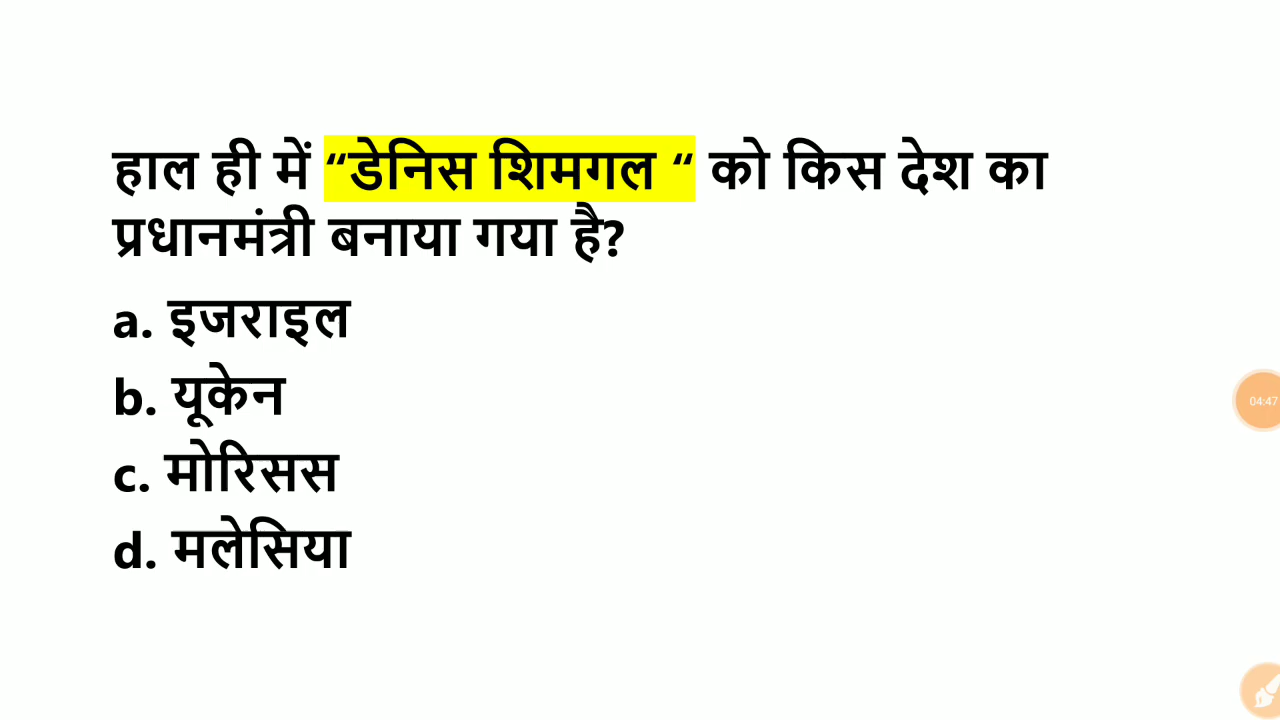 हाल ही में “डेनिस शिमगल “ को किस देश का
प्रधानमंत्री बनाया गया है?
a. इजराइल
b. यूकेन
c. मोरिसस
d. मलेसिया
04:47